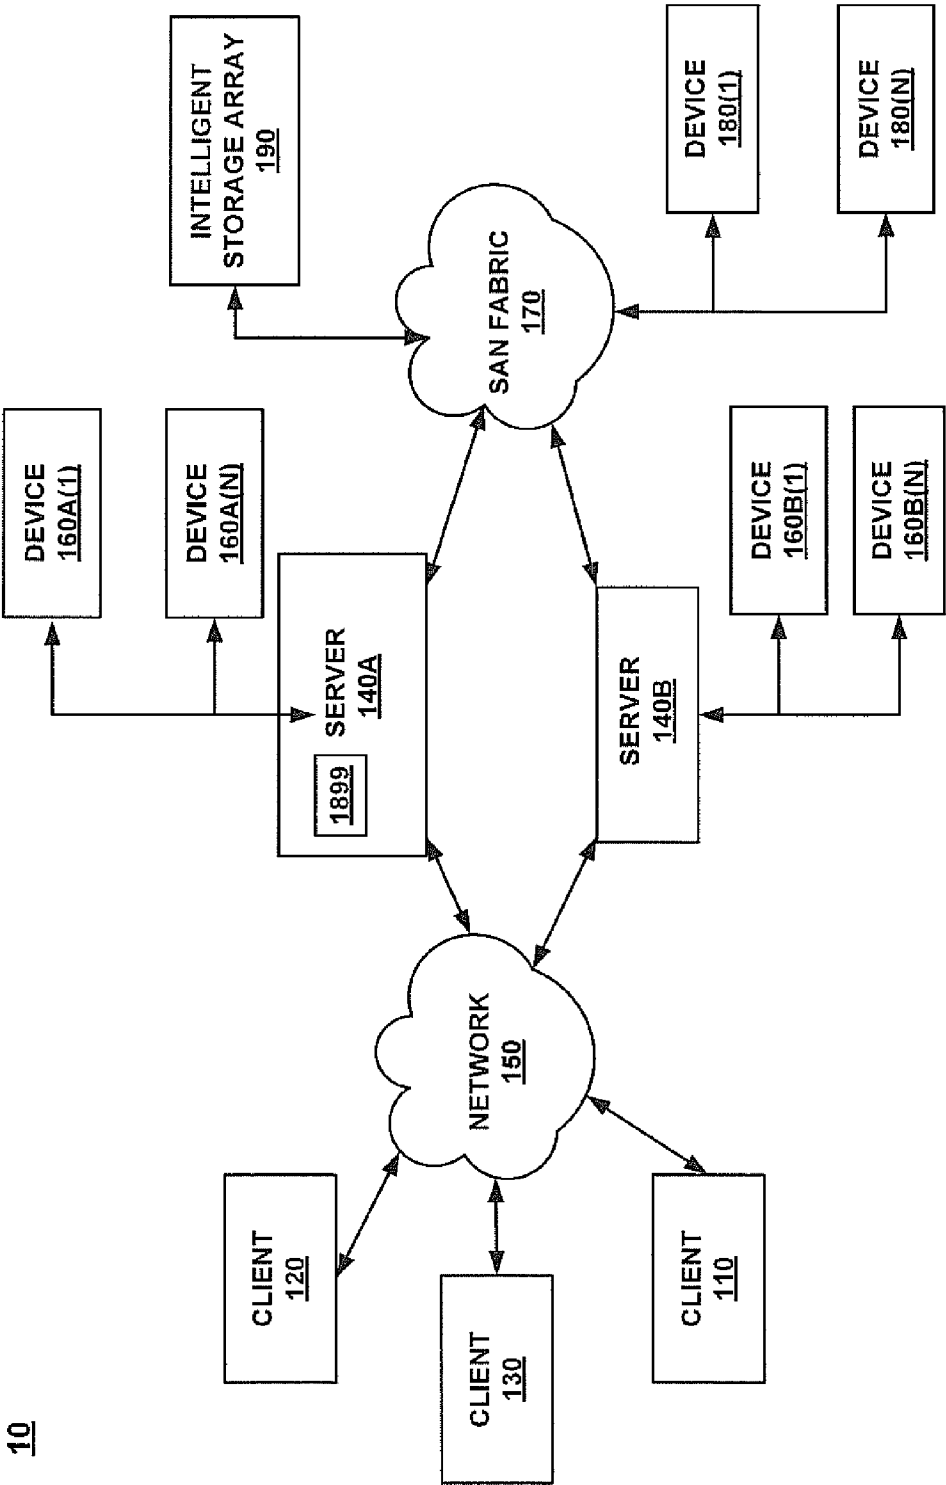 10
CLIENT
120
CLIENT
130
CLIENT
110
NETWORK
150
DEVICE
160A(1)
DEVICE
160A(N)
SERVER
140A
1899
SERVER
140B
DEVICE
160B(1)
DEVICE
160B(N)
INTELLIGENT
STORAGE ARRAY
190
SAN FABRIC
170
DEVICE
180(1)
DEVICE
180(N)